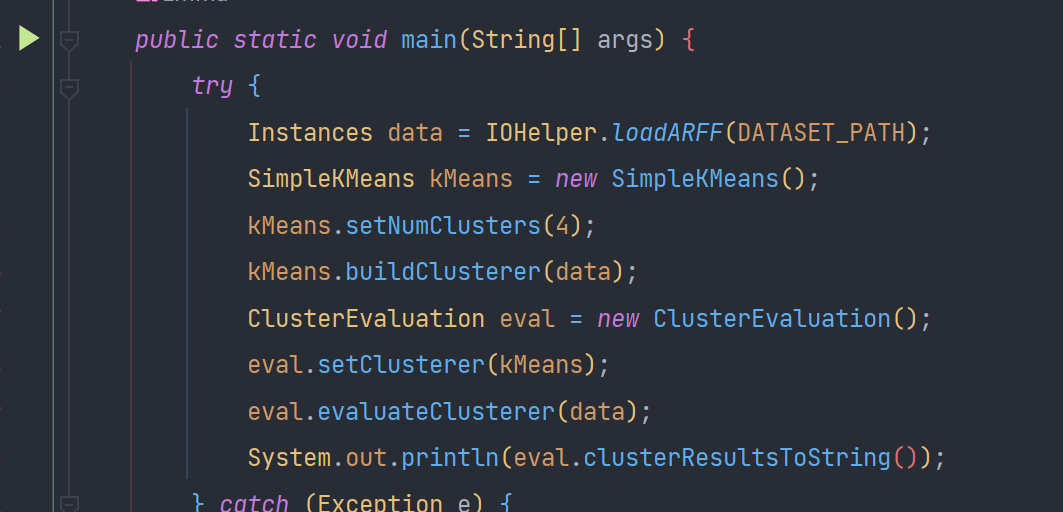 public static void main(String[] args) {
try {
Instances data = IOHelper.loadARFF(DATASET_PATH);
SimpleKMeans kMeans = new SimpleKMeans();
kMeans.setNumClusters(4);
kMeans.buildClusterer(data);
ClusterEvaluation eval = new ClusterEvaluation();
eval.setClusterer(kMeans);
eval.evaluateClusterer(data);
System.out.println(eval.clusterResultsToString());
} catch (Exception e) {